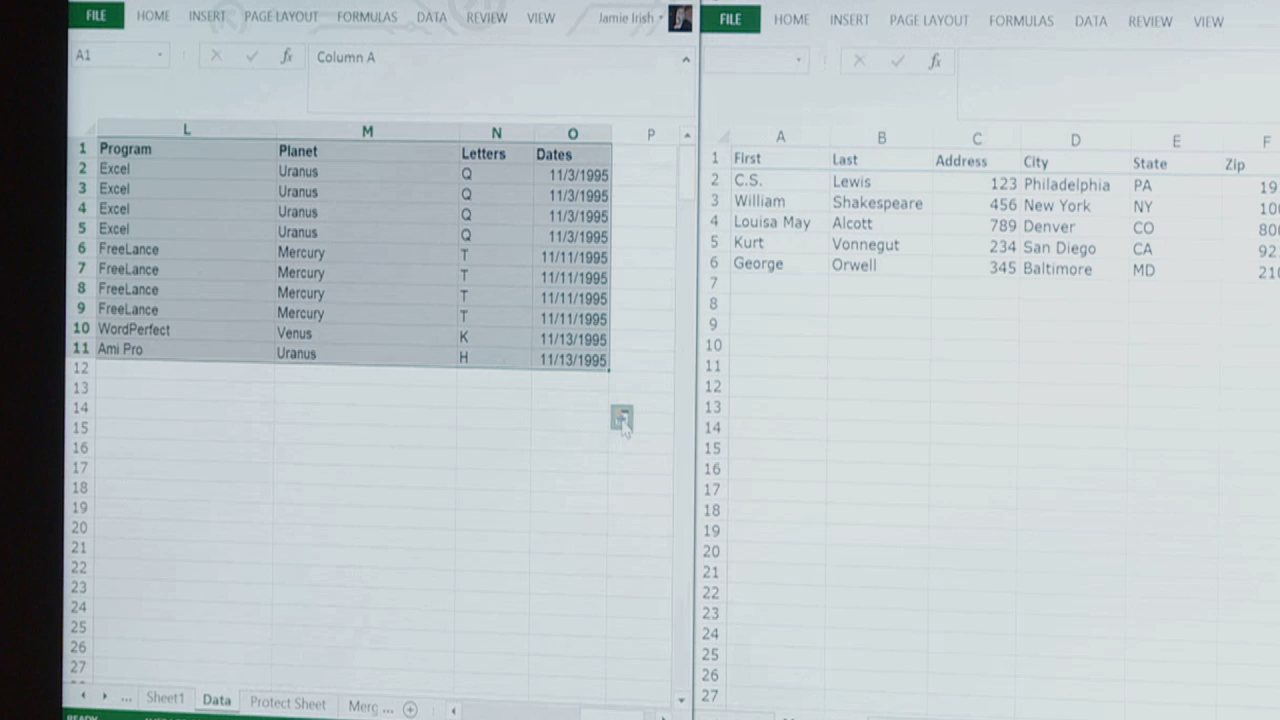 FILE HOME INSERT PAGE LAYOUT FORMULAS DATA REVIEW VIEW Jamie Irish
A1 fx Column A
L M N O P
1 Program Planet Letters Dates
2 Excel Uranus Q 11/3/1995
3 Excel Uranus Q 11/3/1995
4 Excel Uranus Q 11/3/1995
5 Excel Uranus Q 11/3/1995
6 FreeLance Mercury T 11/11/1995
7 FreeLance Mercury T 11/11/1995
8 FreeLance Mercury T 11/11/1995
9 FreeLance Mercury T 11/11/1995
10 WordPerfect Venus K 11/13/1995
11 Ami Pro Uranus H 11/13/1995
12
13
14
15
16
17
18
19
20
21
22
23
24
25
26
27
... Sheet1 Data Protect Sheet Merg ...
FILE HOME INSERT PAGE LAYOUT FORMULAS DATA REVIEW VIEW
fx
A B C D E F
1 First Last Address City State Zip
2 C.S. Lewis 123 Philadelphia PA 19
3 William Shakespeare 456 New York NY 10
4 Louisa May Alcott 789 Denver CO 80
5 Kurt Vonnegut 234 San Diego CA 92
6 George Orwell 345 Baltimore MD 21
7
8
9
10
11
12
13
14
15
16
17
18
19
20
21
22
23
24
25
26
27